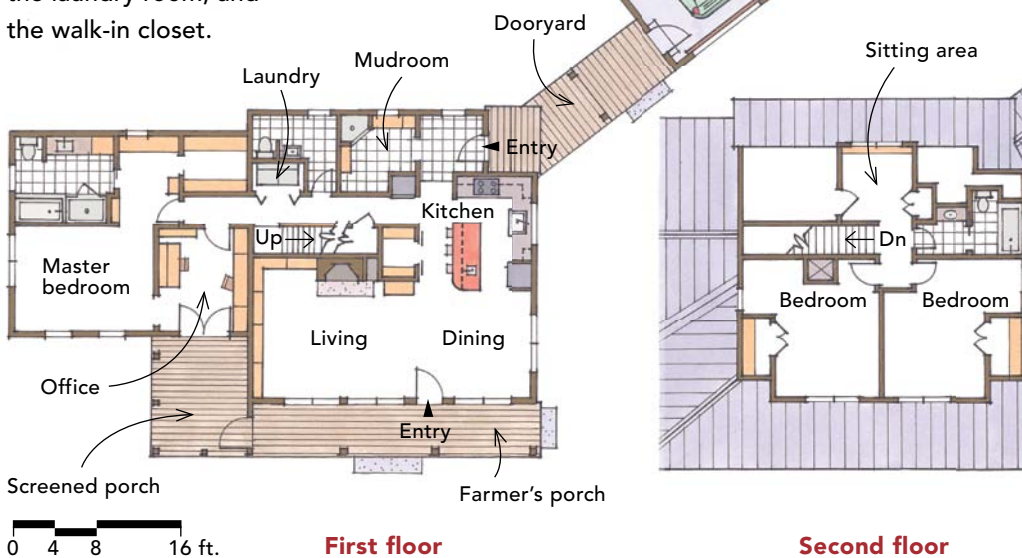 the laundry room, and
the walk-in closet.
Dooryard
Sitting area
Mudroom
Laundry
Entry
Kitchen
Up
Dn
Master
bedroom
Bedroom
Bedroom
Living
Dining
Office
Entry
Screened porch
Farmer's porch
0 4 8 16 ft.
First floor
Second floor